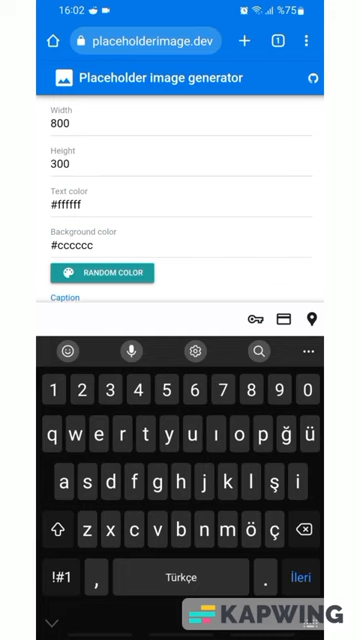 16:02 %75
placeholderimage.dev 1
Placeholder image generator
Width
800
Height
300
Text color
#ffffff
Background color
#cccccc
RANDOM COLOR
Caption
1 2 3 4 5 6 7 8 9 0
q w e r t y u ı o p ğ ü
a s d f g h j k l ş i
z x c v b n m ö ç
!#1 , Türkçe . İleri
KAPWING